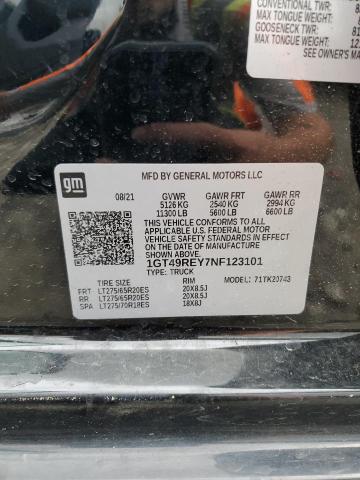 CONVENTIONAL TWR:
MAX TONGUE WEIGHT:
GOOSENECK TWR:
MAX TONGUE WEIGHT:
SEE OWNER'S
gm
MFD BY GENERAL MOTORS LLC
08/21 GVWR GAWR FRT GAWR RR
5126 KG 2540 KG 2994 KG
11300 LB 5600 LB 6600 LB
THIS VEHICLE CONFORMS TO ALL
APPLICABLE U.S. FEDERAL MOTOR
VEHICLE SAFETY STANDARDS IN EFFECT ON THE
DATE OF MANUFACTURE SHOWN ABOVE.
1GT49REY7NF123101
TYPE: TRUCK MODEL: 71TK20743
TIRE SIZE RIM
FRT LT275/65R20ES 20X8.5J
RR LT275/65R20ES 20X8.5J
SPA LT275/70R18ES 18X8J